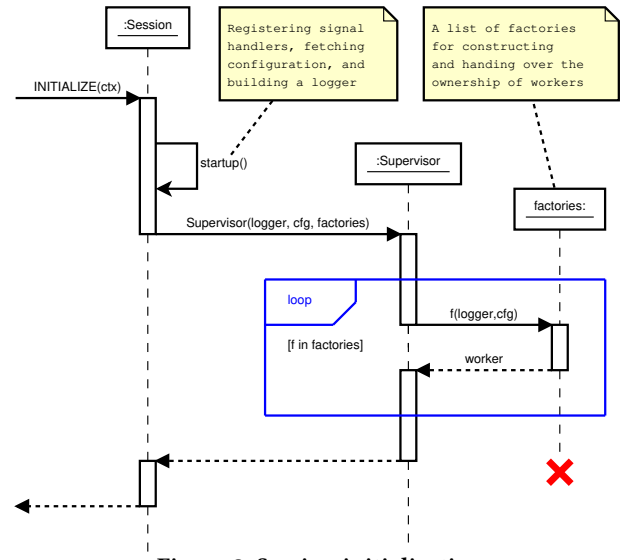 :Session
Registering signal
handlers, fetching
configuration, and
building a logger
A list of factories
for constructing
and handing over the
ownership of workers
INITIALIZE(ctx)
startup()
:Supervisor
factories:
Supervisor(logger, cfg, factories)
loop
f(logger,cfg)
[f in factories]
worker